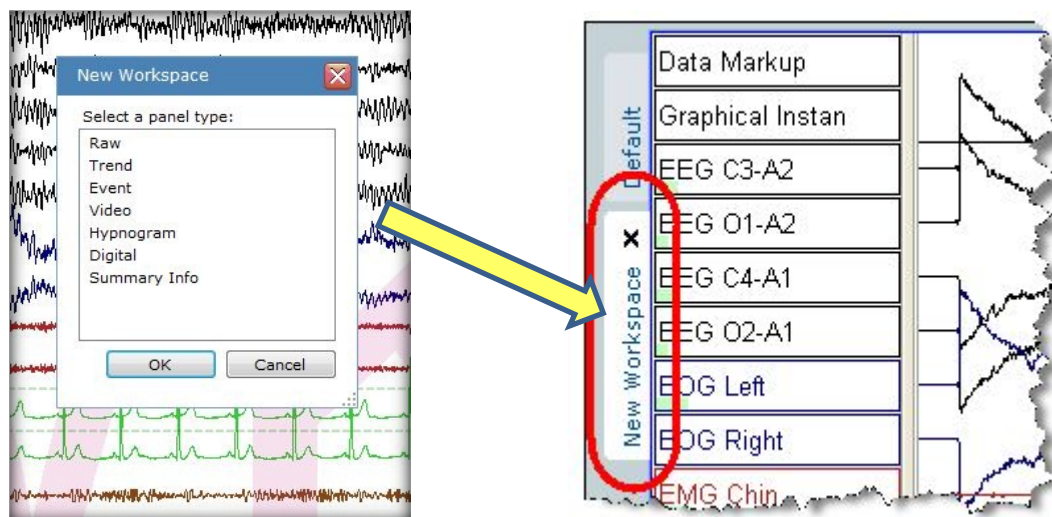 New Workspace
Select a panel type:
Raw
Trend
Event
Video
Hypnogram
Digital
Summary Info
OK
Cancel
Default
New Workspace
Data Markup
Graphical Instan
EEG C3-A2
EEG O1-A2
EEG C4-A1
EEG O2-A1
EOG Left
EOG Right
EMG Chin